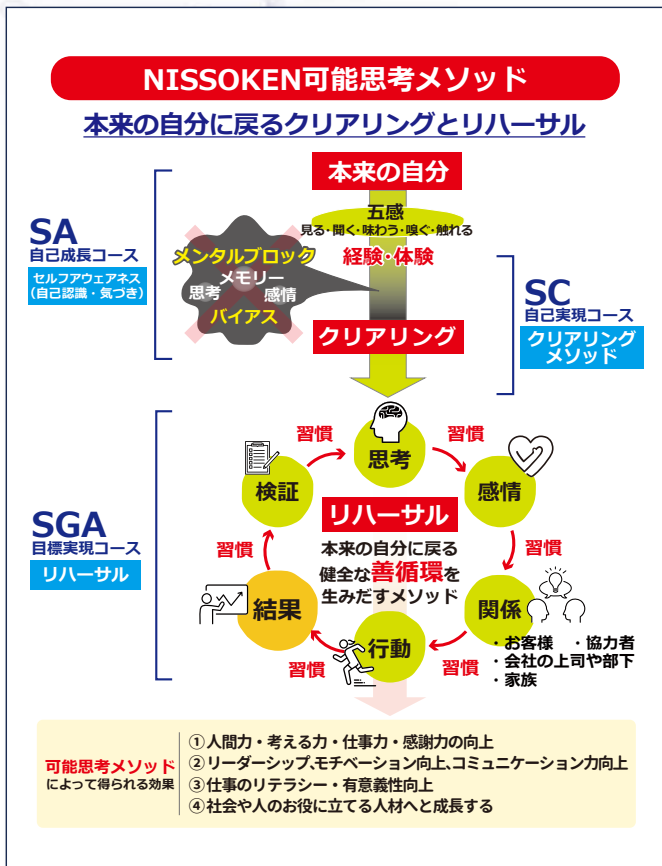 NISSOKEN可能思考メソッド
本来の自分に戻るクリアリングとリハーサル
本来の自分
五感
見る・聞く・味わう・嗅ぐ・触れる
経験・体験
SA
自己成長コース
セルフアウェアネス
(自己認識・気づき)
メンタルブロック
メモリー
思考
感情
バイアス
クリアリング
SC
自己実現コース
クリアリング
メソッド
SGA
目標実現コース
リハーサル
習慣
思考
習慣
感情
習慣
関係
・お客様 ・協力者
・会社の上司や部下
・家族
習慣
行動
習慣
結果
習慣
検証
リハーサル
本来の自分に戻る
健全な善循環を
生みだすメソッド
可能思考メソッド
によって得られる効果
①人間力・考える力・仕事力・感謝力の向上
②リーダーシップ、モチベーション向上、コミュニケーション力向上
③仕事のリテラシー・有意義性向上
④社会や人のお役に立てる人材へと成長する